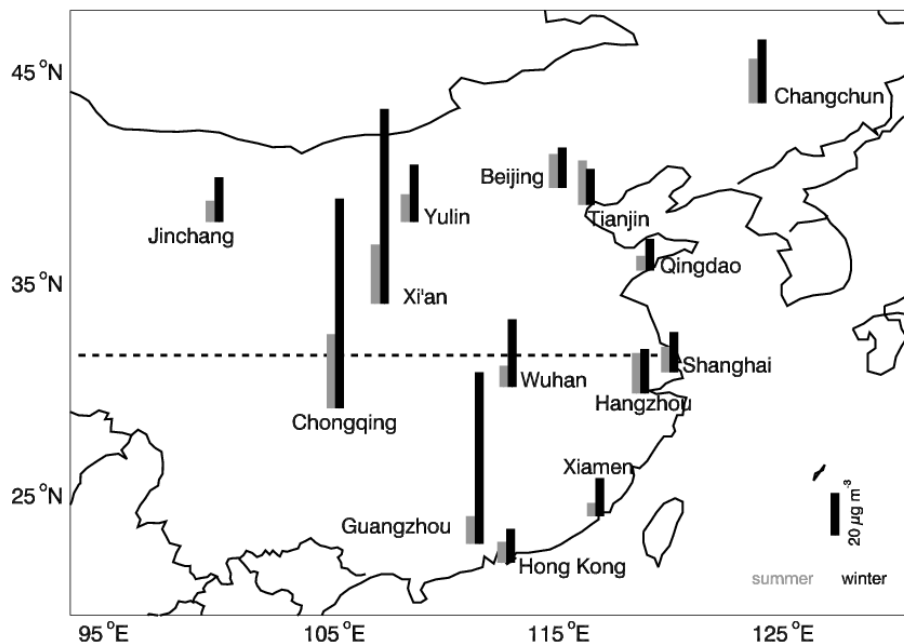 45 °N
Changchun
Beijing
Tianjin
Yulin
Jinchang
Qingdao
35 °N
Xi'an
Shanghai
Wuhan
Hangzhou
Chongqing
Xiamen
25 °N
Guangzhou
Hong Kong
20 µg m⁻³
summer winter
95 °E 105 °E 115 °E 125 °E